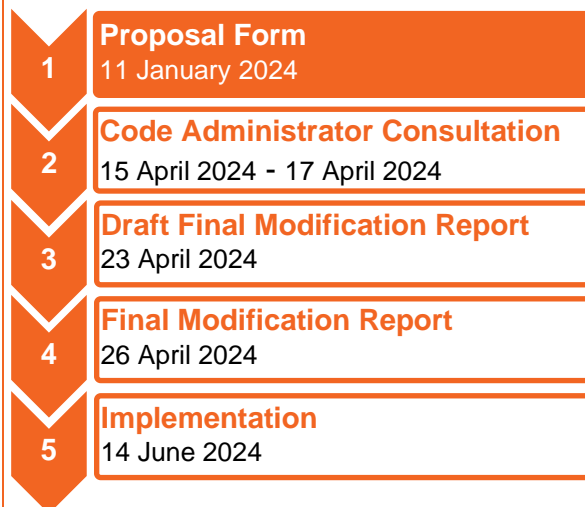 1
Proposal Form
11 January 2024
2
Code Administrator Consultation
15 April 2024 - 17 April 2024
3
Draft Final Modification Report
23 April 2024
4
Final Modification Report
26 April 2024
5
Implementation
14 June 2024